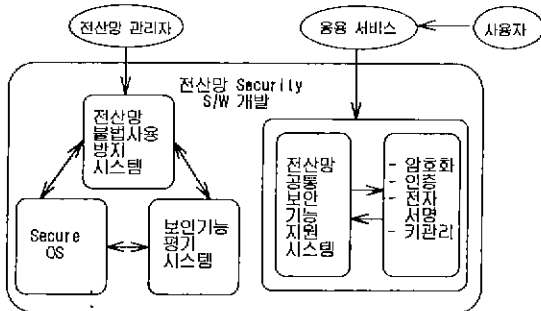 전산망 관리자
응용 서비스
사용자
전산망 Security
S/W 개발
전산망
불법사용
방지
시스템
Secure
OS
보인기능
평기
시스템
전산망
공통
보안
기능
지원
시스템
- 암호화
- 인증
- 전자
서명
- 키관리